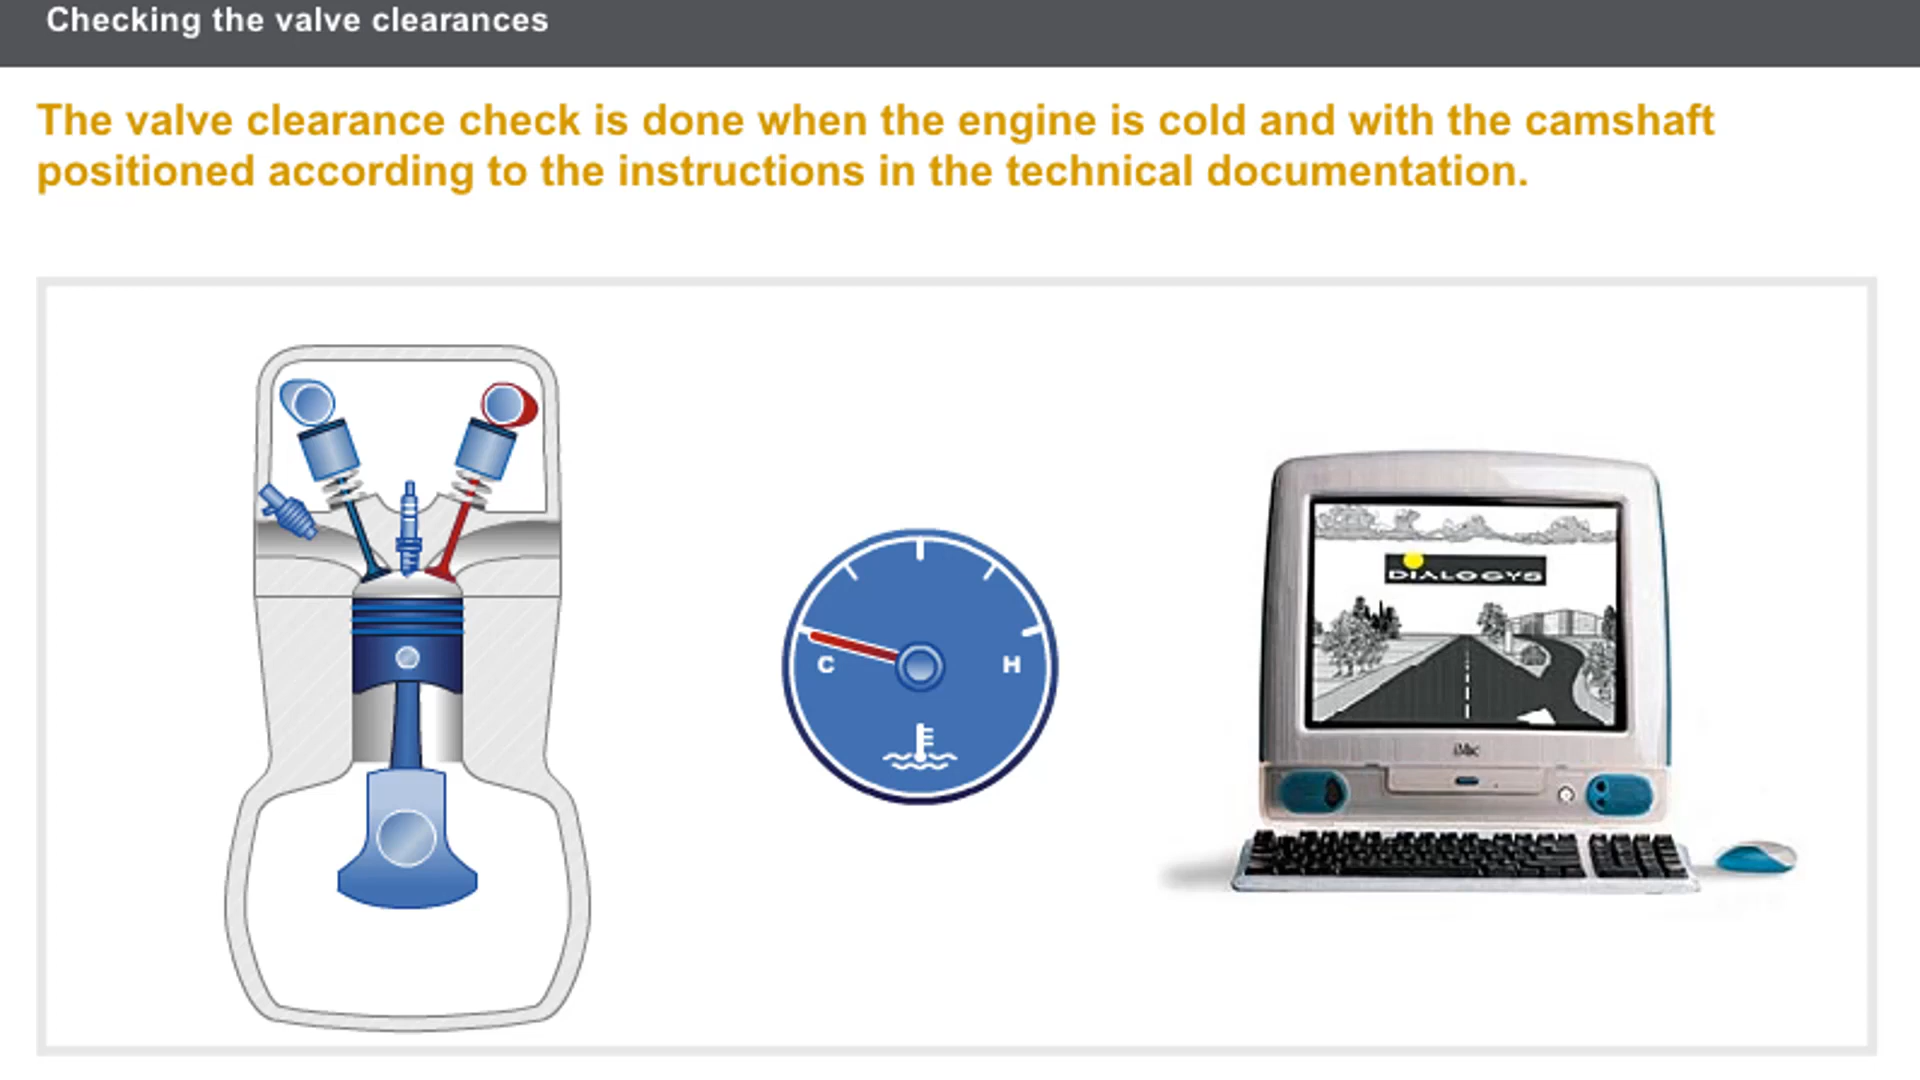 Checking the valve clearances
The valve clearance check is done when the engine is cold and with the camshaft
positioned according to the instructions in the technical documentation.
C
H
DIALOGYS
iMac